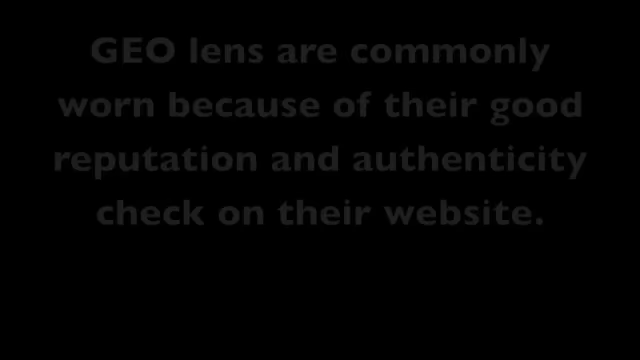 GEO lens are commonly
worn because of their good
reputation and authenticity
check on their website.